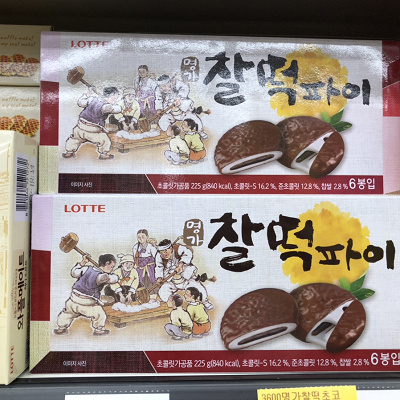 LOTTE
명가
찰떡파이
이미지 사진
초콜릿가공품 225 g(840 kcal), 초콜릿-S 16.2 %, 준초콜릿 12.8 %, 찹쌀 2.8 %
6봉입
LOTTE
명가
찰떡파이
이미지 사진
초콜릿가공품 225 g(840 kcal), 초콜릿-S 16.2 %, 준초콜릿 12.8 %, 찹쌀 2.8 %
6봉입
LOTTE
3600명가찰떡초코